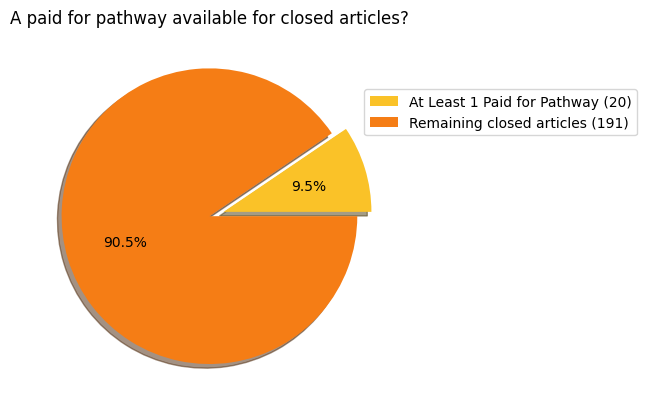 A paid for pathway available for closed articles?
At Least 1 Paid for Pathway (20)
Remaining closed articles (191)
9.5%
90.5%